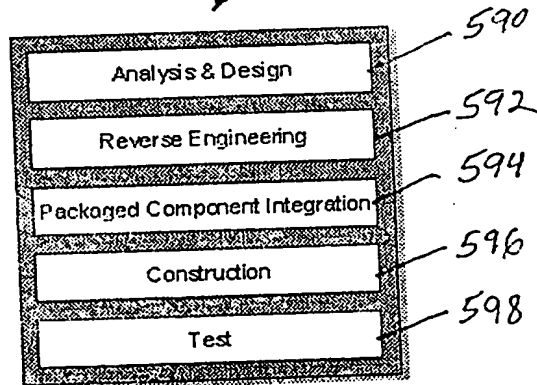 590
Analysis & Design
592
Reverse Engineering
594
Packaged Component Integration
596
Construction
598
Test